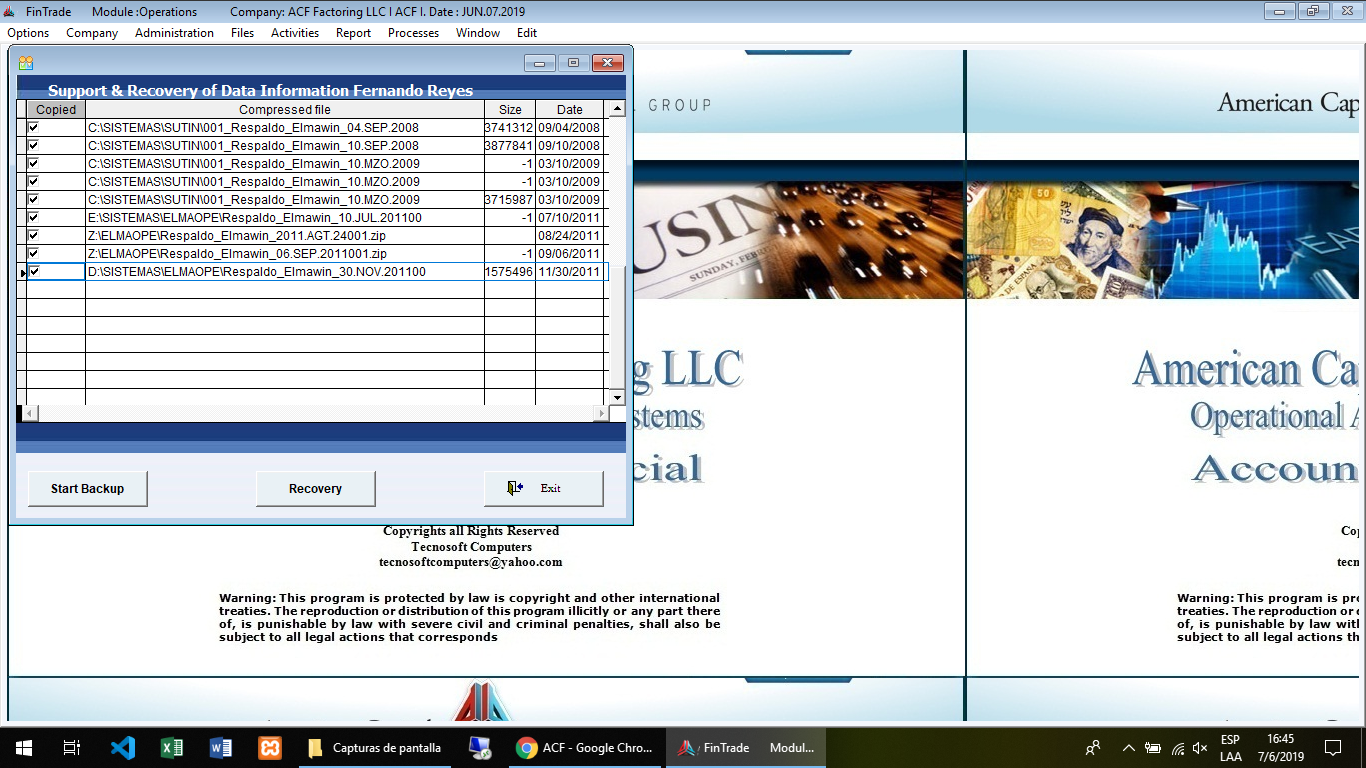 FinTrade Module :Operations Company: ACF Factoring LLC I ACF I. Date : JUN.07.2019
Options Company Administration Files Activities Report Processes Window Edit
Support & Recovery of Data Information Fernando Reyes
Copied Compressed file Size Date
C:\SISTEMAS\SUTIN\001_Respaldo_Elmawin_04.SEP.2008 3741312 09/04/2008
C:\SISTEMAS\SUTIN\001_Respaldo_Elmawin_10.SEP.2008 3877841 09/10/2008
C:\SISTEMAS\SUTIN\001_Respaldo_Elmawin_10.MZO.2009 -1 03/10/2009
C:\SISTEMAS\SUTIN\001_Respaldo_Elmawin_10.MZO.2009 -1 03/10/2009
C:\SISTEMAS\SUTIN\001_Respaldo_Elmawin_10.MZO.2009 3715987 03/10/2009
E:\SISTEMAS\ELMAOPE\Respaldo_Elmawin_10.JUL.201100 -1 07/10/2011
Z:\ELMAOPE\Respaldo_Elmawin_2011.AGT.24001.zip 08/24/2011
Z:\ELMAOPE\Respaldo_Elmawin_06.SEP.2011001.zip -1 09/06/2011
D:\SISTEMAS\ELMAOPE\Respaldo_Elmawin_30.NOV.201100 1575496 11/30/2011
Start Backup Recovery Exit
L GROUP
American Cap
USIN
SUNDAY, FEBR
50
DE ESPAÑA
g LLC
stems
cial
American Ca
Operational A
Accoun
Copyrights all Rights Reserved
Tecnosoft Computers
tecnosoftcomputers@yahoo.com
Warning: This program is protected by law is copyright and other international
treaties. The reproduction or distribution of this program illicitly or any part there
of, is punishable by law with severe civil and criminal penalties, shall also be
subject to all legal actions that corresponds
Cop
tecn
Warning: This program is pro
treaties. The reproduction or d
of, is punishable by law with
subject to all legal actions th
Capturas de pantalla
ACF - Google Chro...
FinTrade Modul...
ESP
LAA
16:45
7/6/2019